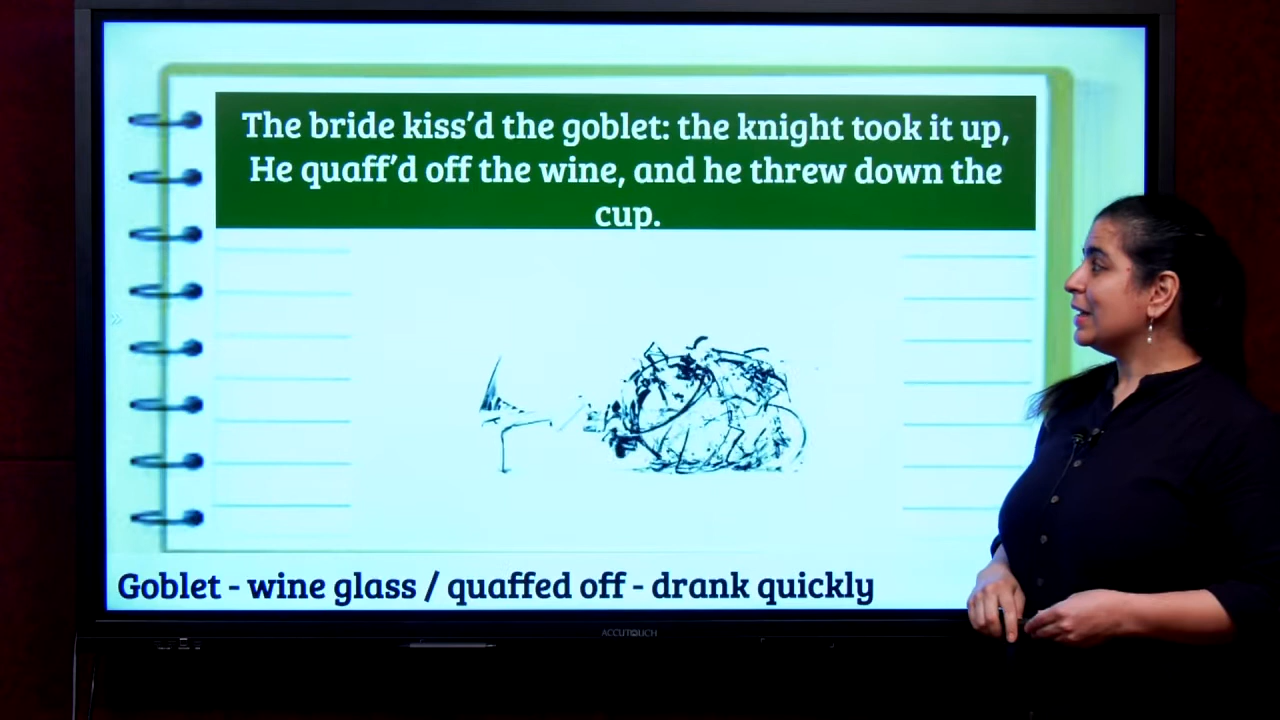 The bride kiss'd the goblet: the knight took it up,
He quaff'd off the wine, and he threw down the
cup.
Goblet - wine glass / quaffed off - drank quickly
ACCUTOUCH